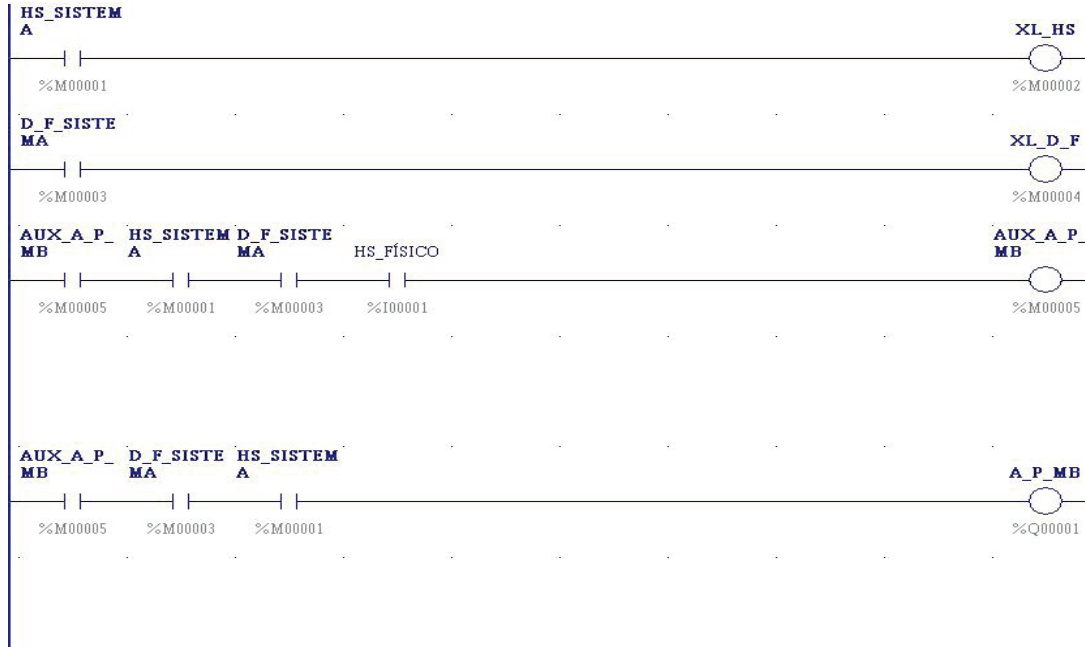 HS_SISTEM
A
XL_HS
%M00001
%M00002
D_F_SISTE
MA
XL_D_F
%M00003
%M00004
AUX_A_P_ HS_SISTEM D_F_SISTE AUX_A_P_
MB A MA HS_FÍSICO MB
%M00005 %M00001 %M00003 %I00001 %M00005
AUX_A_P_ D_F_SISTE HS_SISTEM
MB MA A A_P_MB
%M00005 %M00003 %M00001 %Q00001